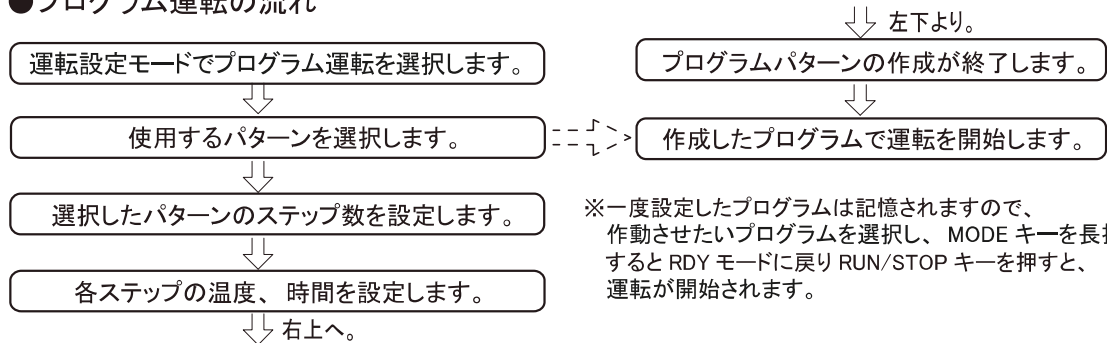 ●プログラム運転の流れ
運転設定モードでプログラム運転を選択します。
使用するパターンを選択します。
選択したパターンのステップ数を設定します。
各ステップの温度、時間を設定します。
右上へ。
左下より。
プログラムパターンの作成が終了します。
作成したプログラムで運転を開始します。
※一度設定したプログラムは記憶されますので、
作動させたいプログラムを選択し、MODE キーを長
すると RDY モードに戻り RUN/STOP キーを押すと、
運転が開始されます。